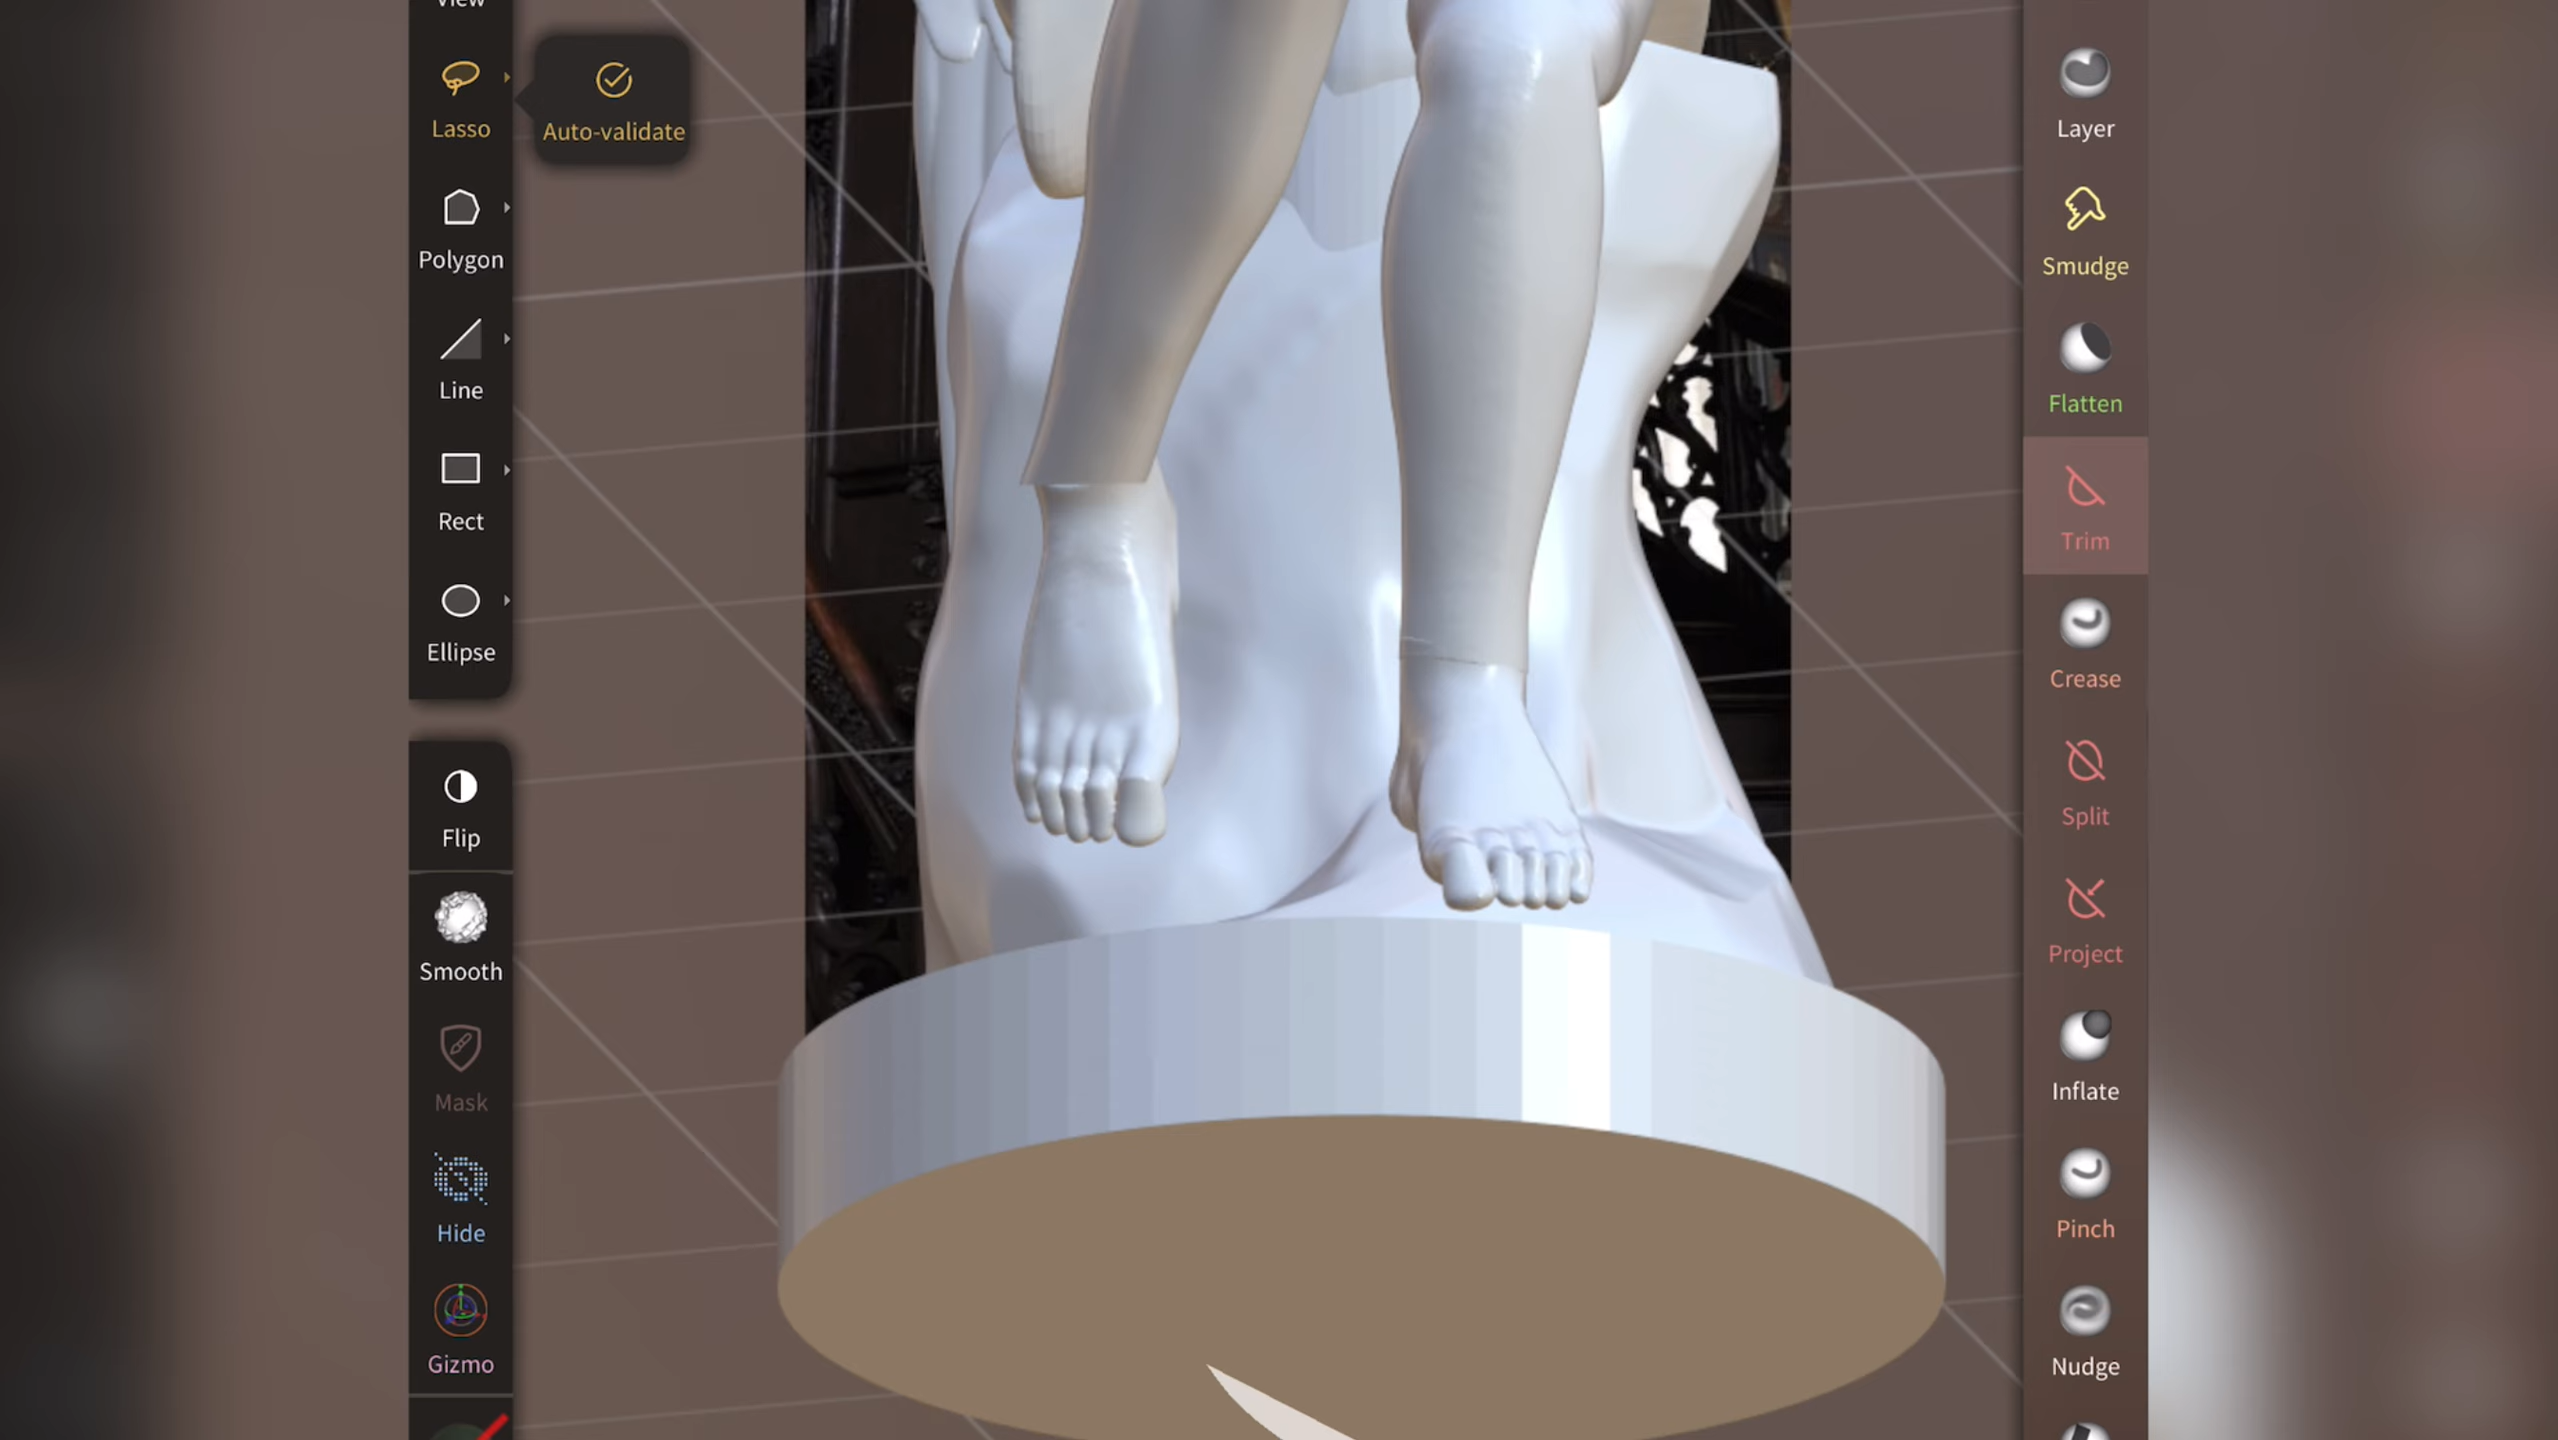 View
Lasso
Auto-validate
Polygon
Line
Rect
Ellipse
Flip
Smooth
Mask
Hide
Gizmo
Layer
Smudge
Flatten
Trim
Crease
Split
Project
Inflate
Pinch
Nudge